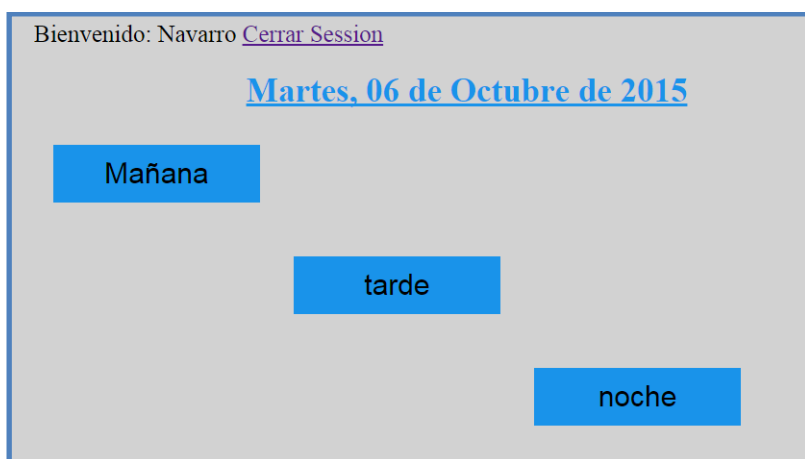 Bienvenido: Navarro Cerrar Session
Martes, 06 de Octubre de 2015
Mañana
tarde
noche